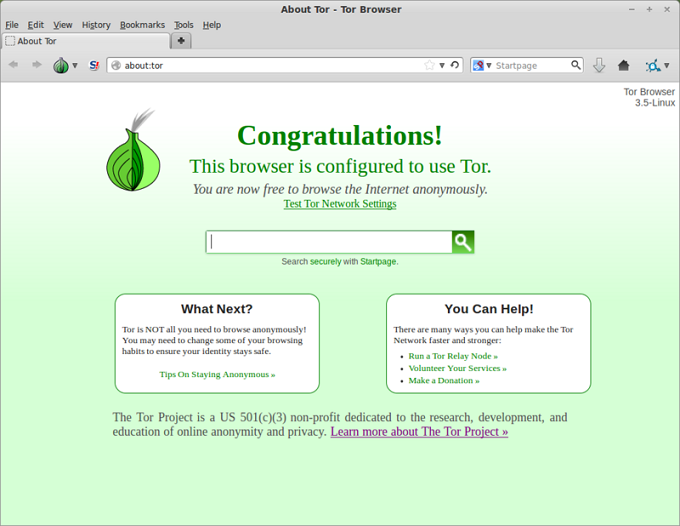 About Tor - Tor Browser
File Edit View History Bookmarks Tools Help
About Tor
S!
about:tor
Startpage
Tor Browser
3.5-Linux
Congratulations!
This browser is configured to use Tor.
You are now free to browse the Internet anonymously.
Test Tor Network Settings
Search securely with Startpage.
What Next?
Tor is NOT all you need to browse anonymously!
You may need to change some of your browsing
habits to ensure your identity stays safe.
Tips On Staying Anonymous »
You Can Help!
There are many ways you can help make the Tor
Network faster and stronger:
• Run a Tor Relay Node »
• Volunteer Your Services »
• Make a Donation »
The Tor Project is a US 501(c)(3) non-profit dedicated to the research, development, and
education of online anonymity and privacy. Learn more about The Tor Project »